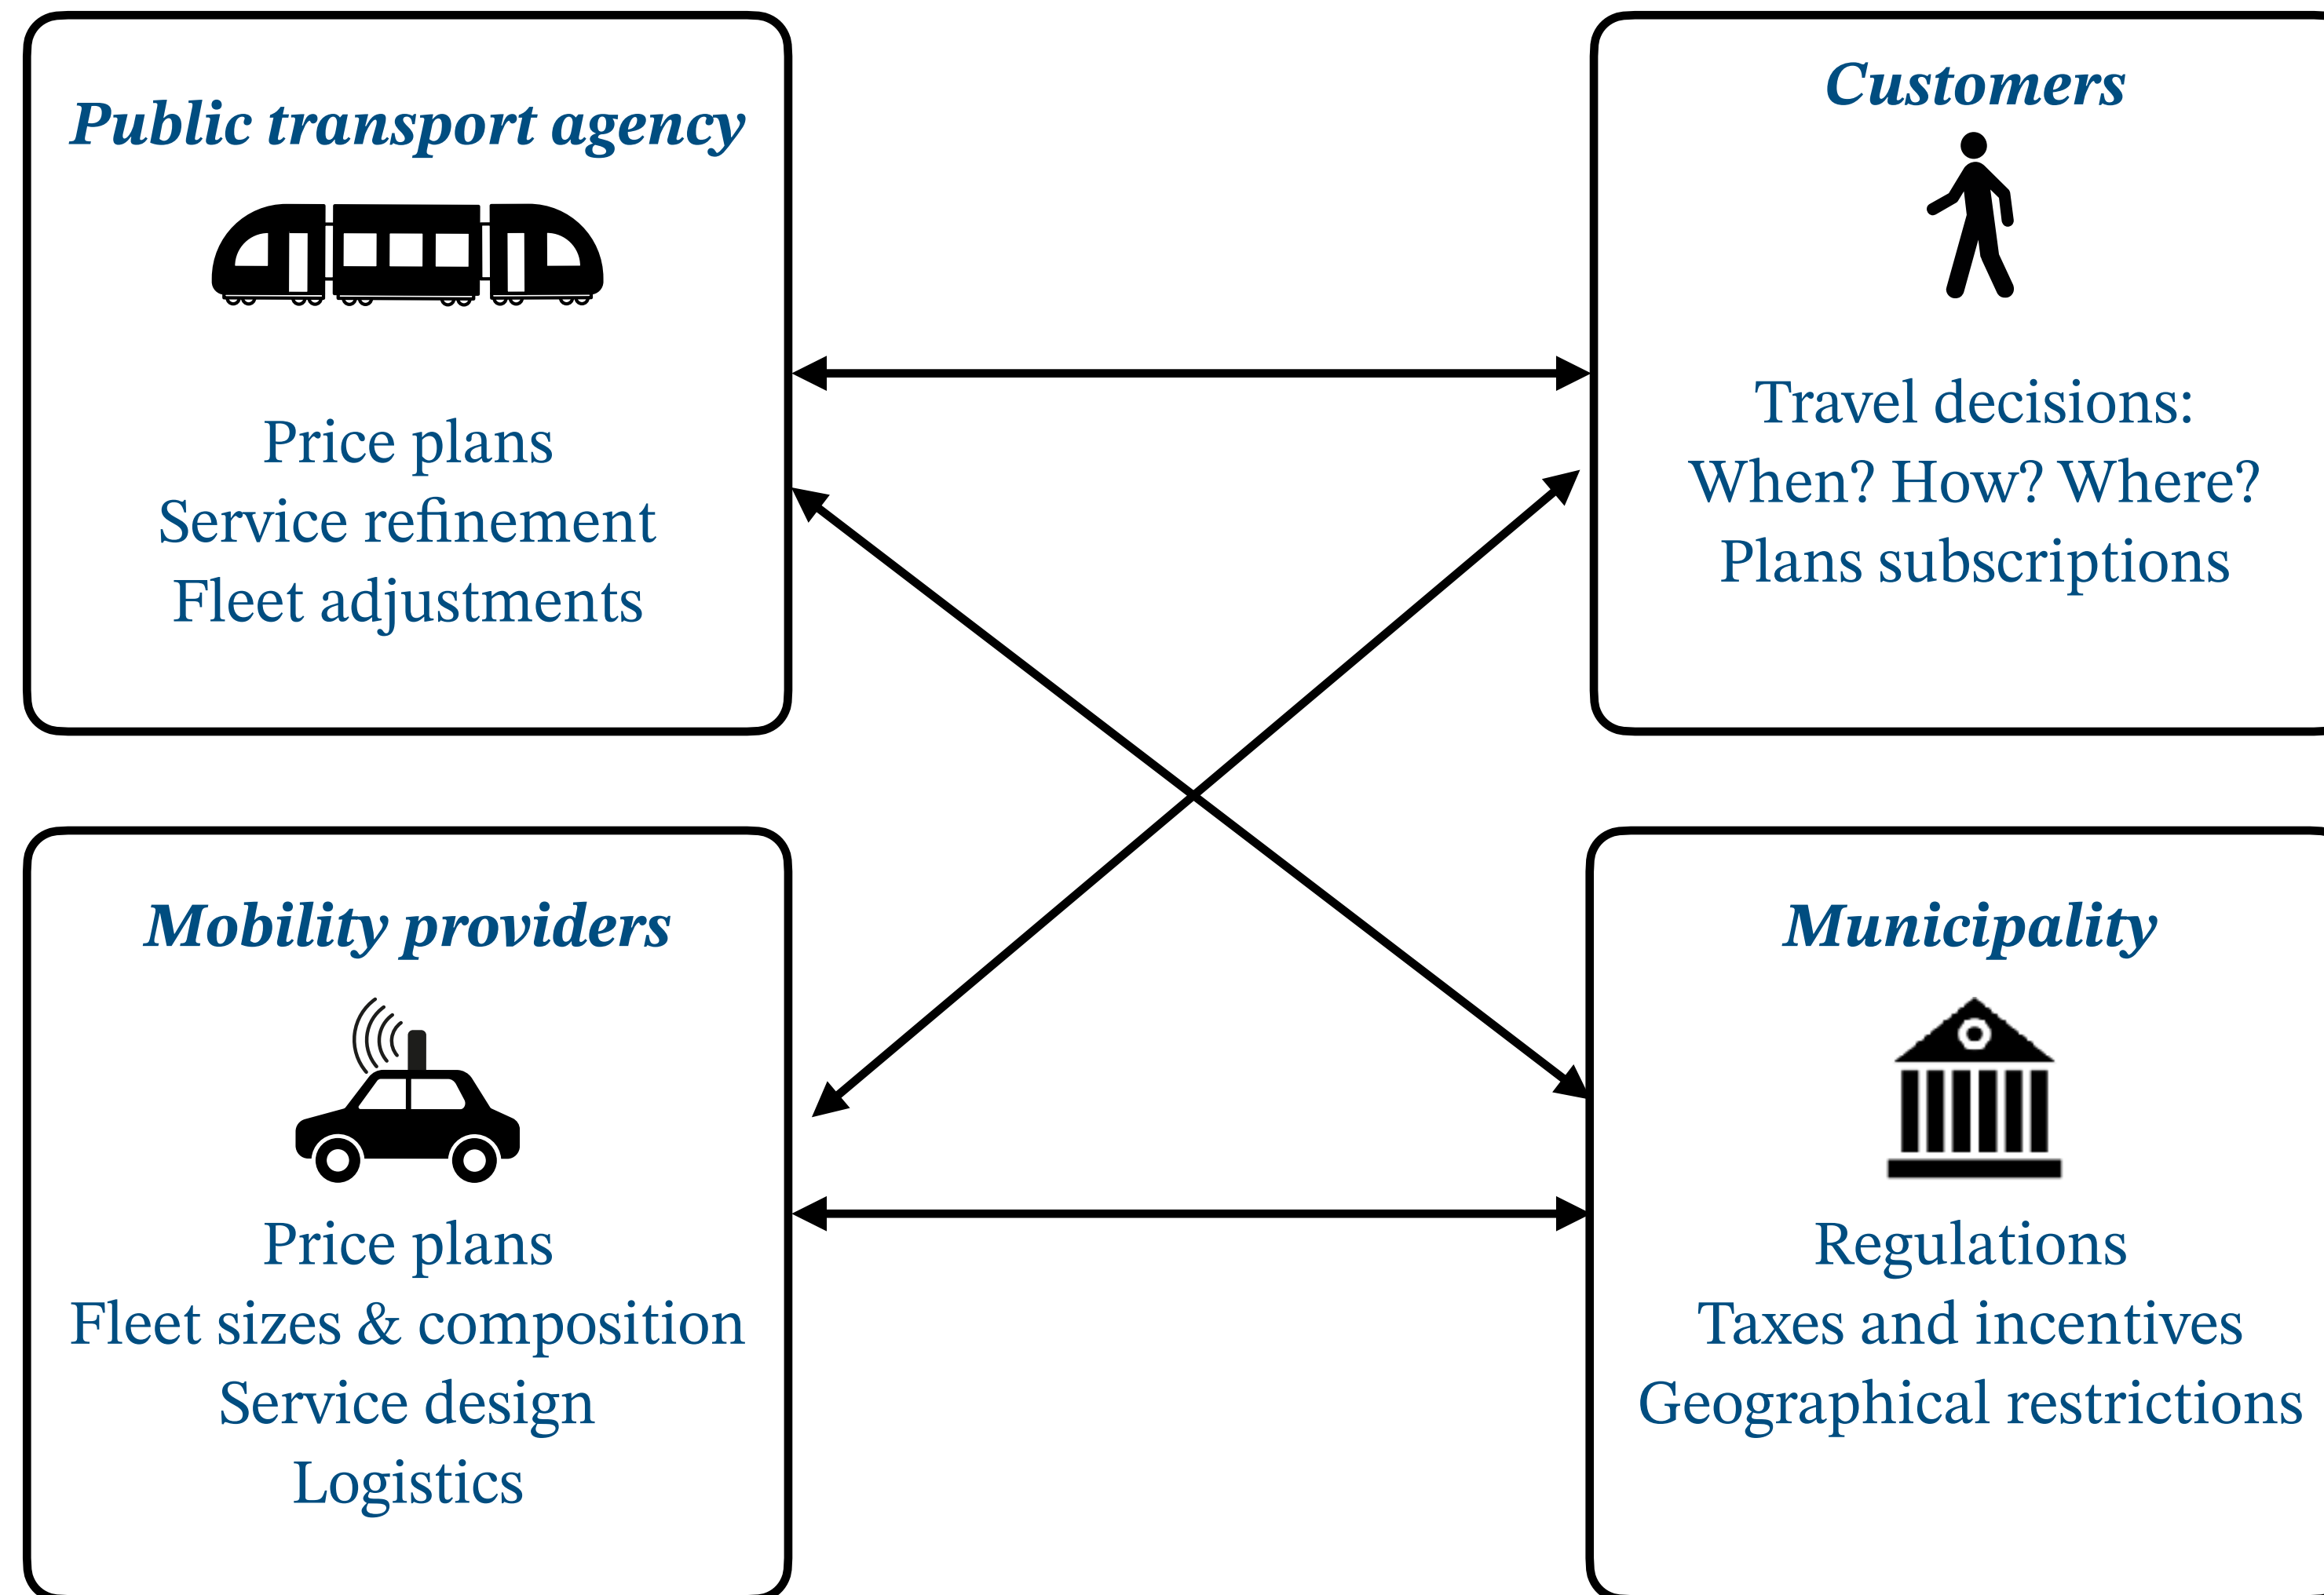 Public transport agency
Price plans
Service refinement
Fleet adjustments
Customers
Travel decisions:
When? How? Where?
Plans subscriptions
Mobility providers
Price plans
Fleet sizes & composition
Service design
Logistics
Municipality
Regulations
Taxes and incentives
Geographical restrictions